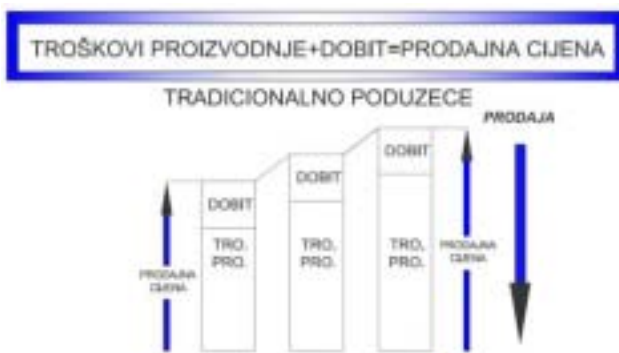 TROŠKOVI PROIZVODNJE+DOBIT=PRODAJNA CIJENA
TRADICIONALNO PODUZECE
PRODAJA
DOBIT
DOBIT
DOBIT
TRO.
PRO.
TRO.
PRO.
TRO.
PRO.
PRODAJNA
CIJENA
PRODAJNA
CIJENA